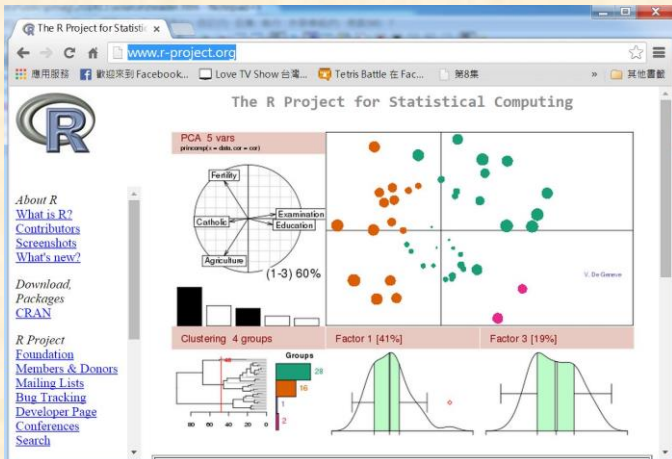 The R Project for Statistic
www.r-project.org
應用服務 歡迎來到 Facebook... Love TV Show 台灣... Tetris Battle 在 Fac... 第8集 » 其他書籤
R
The R Project for Statistical Computing
About R
What is R?
Contributors
Screenshots
What's new?
Download,
Packages
CRAN
R Project
Foundation
Members & Donors
Mailing Lists
Bug Tracking
Developer Page
Conferences
Search
PCA 5 vars
princomp(x = data, cor = cor)
Fertility
Catholic
Examination
Education
Agriculture
(1-3) 60%
V. De Geneve
Clustering 4 groups
Factor 1 [41%]
Factor 3 [19%]
Groups
28
16
1
2
80 60 40 20 0